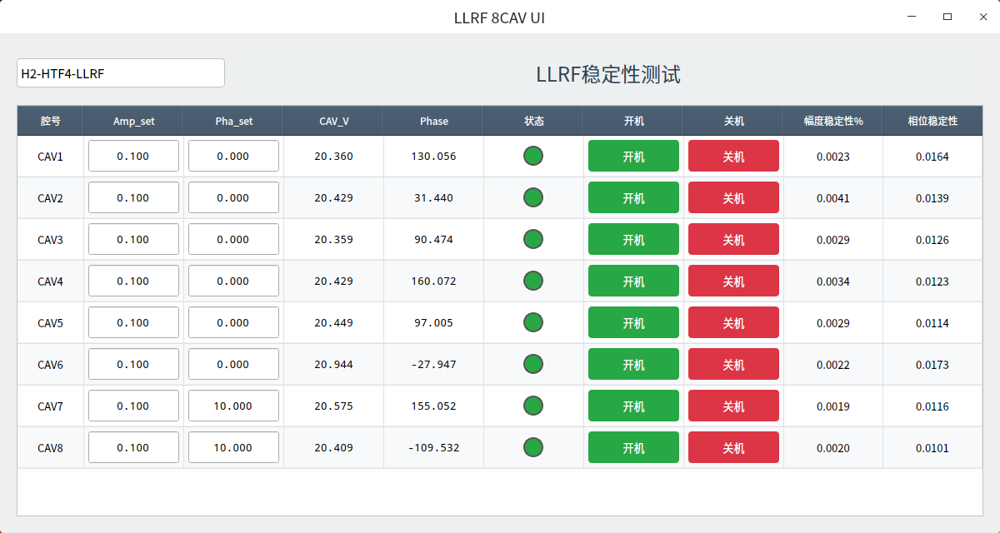 LLRF 8CAV UI
H2-HTF4-LLRF
LLRF稳定性测试
腔号 Amp_set Pha_set CAV_V Phase 状态 开机 关机 幅度稳定性% 相位稳定性
CAV1 0.100 0.000 20.360 130.056 开机 关机 0.0023 0.0164
CAV2 0.100 0.000 20.429 31.440 开机 关机 0.0041 0.0139
CAV3 0.100 0.000 20.359 90.474 开机 关机 0.0029 0.0126
CAV4 0.100 0.000 20.429 160.072 开机 关机 0.0034 0.0123
CAV5 0.100 0.000 20.449 97.005 开机 关机 0.0029 0.0114
CAV6 0.100 0.000 20.944 -27.947 开机 关机 0.0022 0.0173
CAV7 0.100 10.000 20.575 155.052 开机 关机 0.0019 0.0116
CAV8 0.100 10.000 20.409 -109.532 开机 关机 0.0020 0.0101